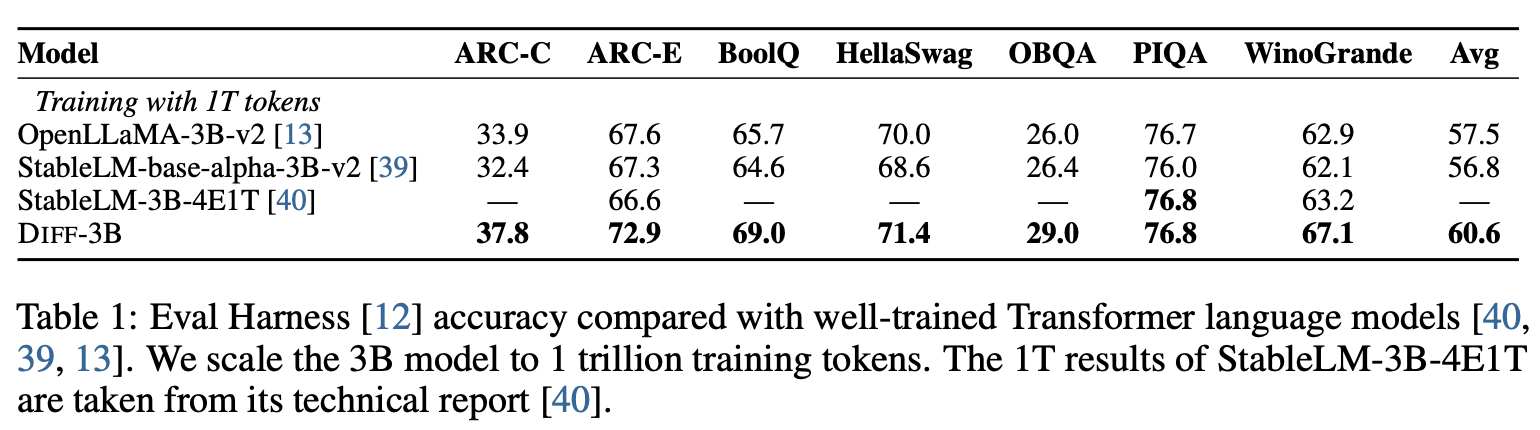 Model ARC-C ARC-E BoolQ HellaSwag OBQA PIQA WinoGrande Avg
Training with 1T tokens
OpenLLaMA-3B-v2 [13] 33.9 67.6 65.7 70.0 26.0 76.7 62.9 57.5
StableLM-base-alpha-3B-v2 [39] 32.4 67.3 64.6 68.6 26.4 76.0 62.1 56.8
StableLM-3B-4E1T [40] — 66.6 — — — 76.8 63.2 —
DIFF-3B 37.8 72.9 69.0 71.4 29.0 76.8 67.1 60.6
Table 1: Eval Harness [12] accuracy compared with well-trained Transformer language models [40,
39, 13]. We scale the 3B model to 1 trillion training tokens. The 1T results of StableLM-3B-4E1T
are taken from its technical report [40].